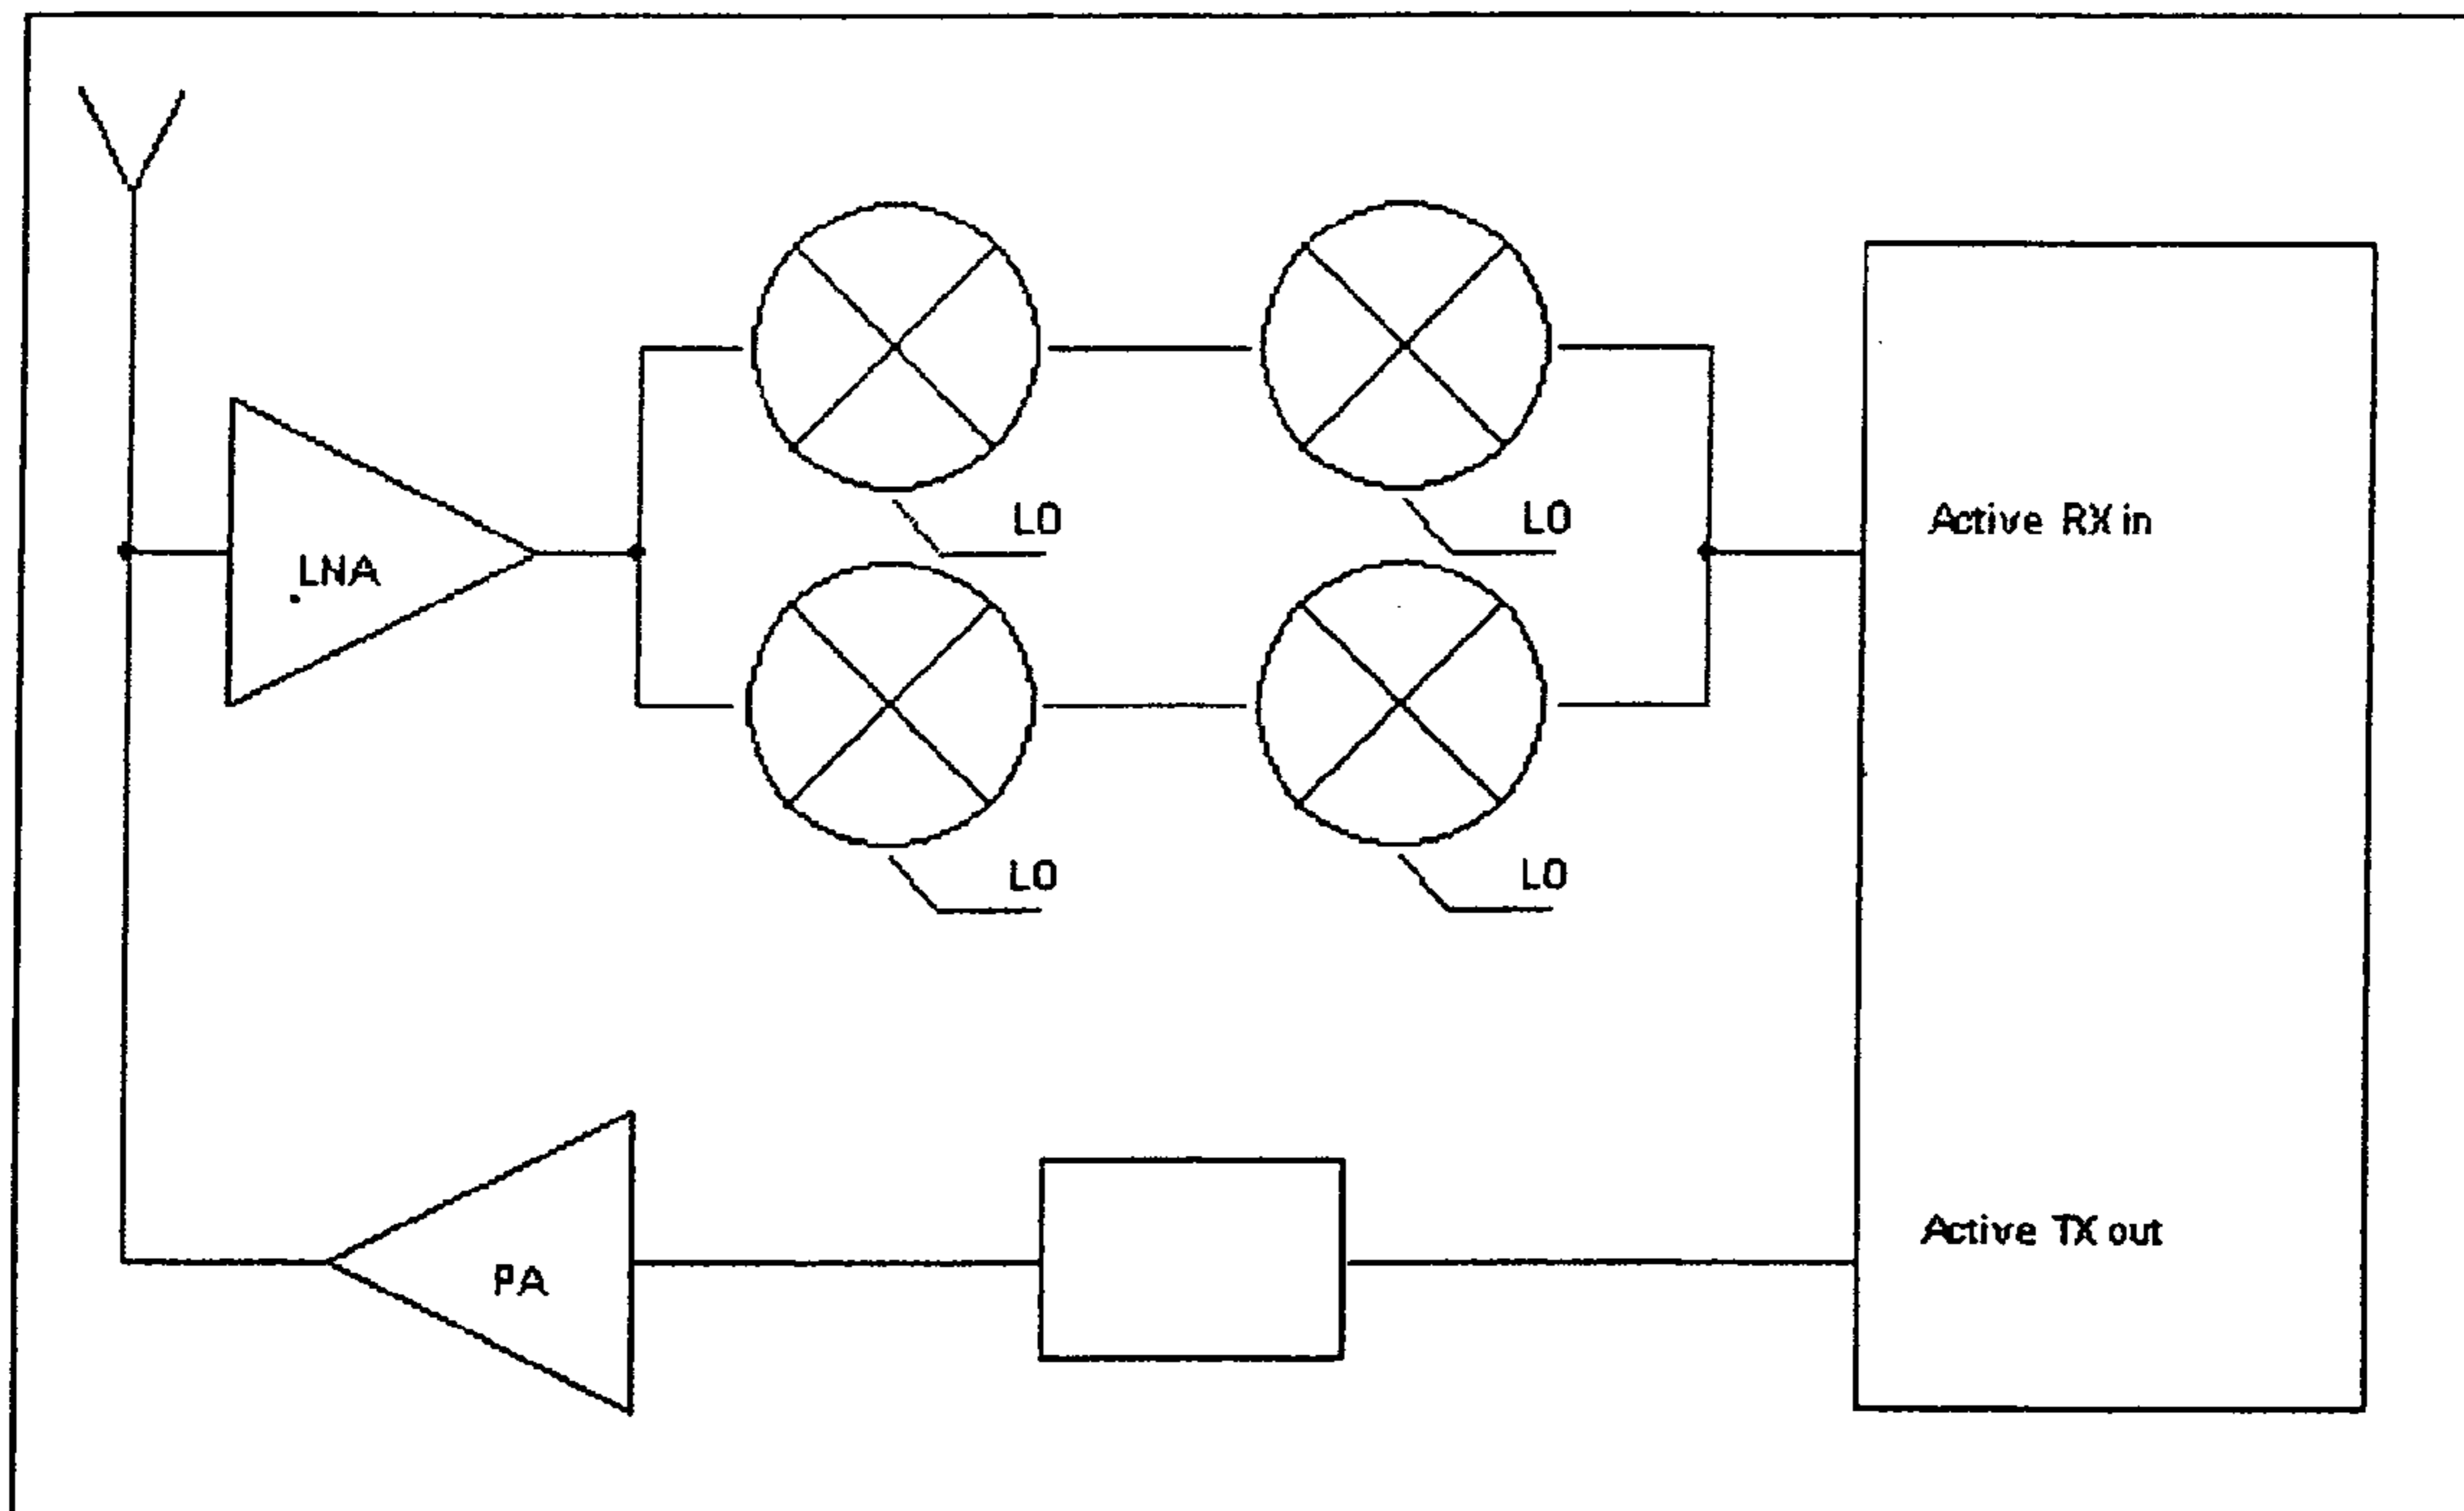 LO
LO
Active RX in
LNA
LO
LO
Active TX out
PA